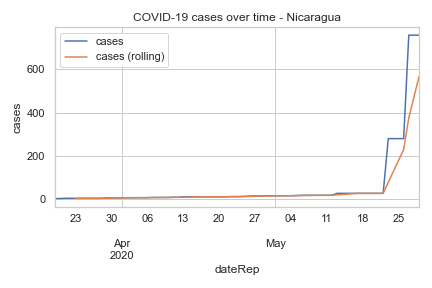 COVID-19 cases over time - Nicaragua
cases
cases (rolling)
cases
600
400
200
0
23 30 06 13 20 27 04 11 18 25
Apr May
2020
dateRep